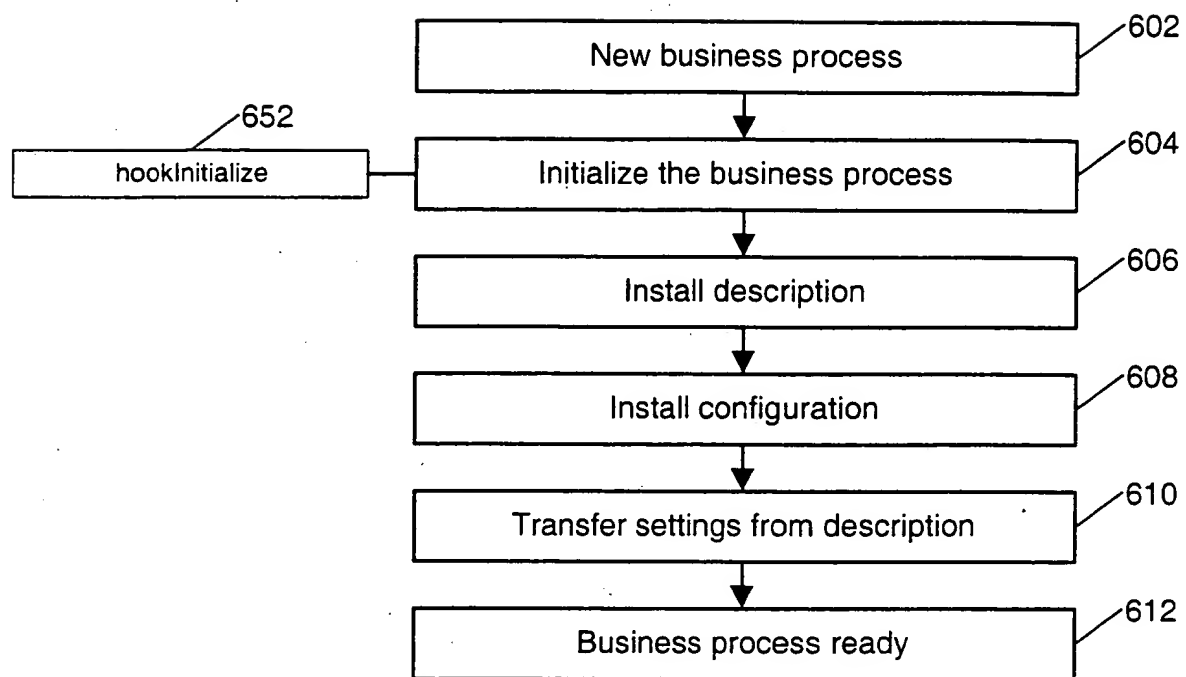 602
New business process
652
604
hookInitialize
Initialize the business process
606
Install description
608
Install configuration
610
Transfer settings from description
612
Business process ready